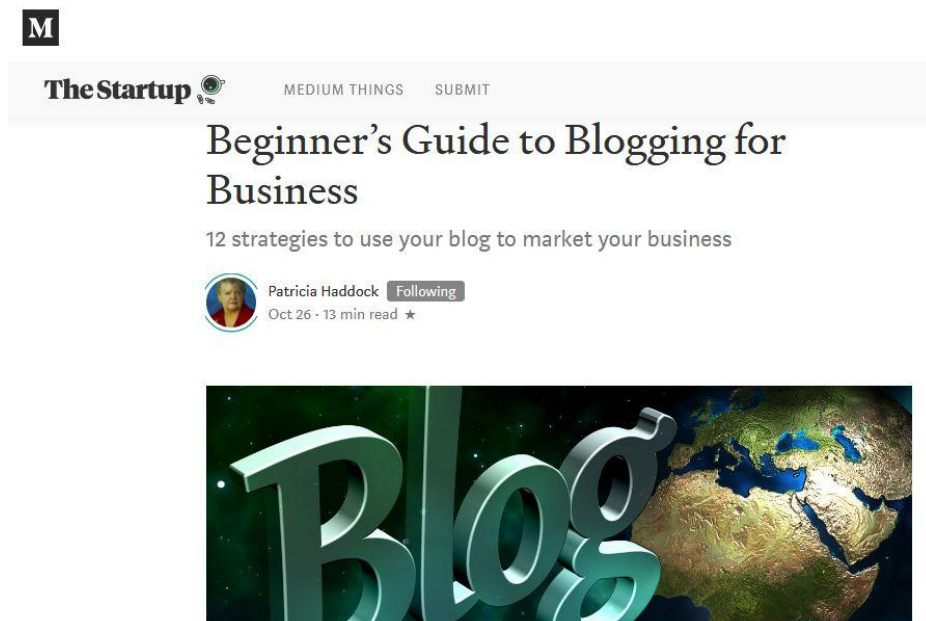 M
The Startup
MEDIUM THINGS SUBMIT
Beginner’s Guide to Blogging for
Business
12 strategies to use your blog to market your business
Patricia Haddock Following
Oct 26 · 13 min read ★
Blog